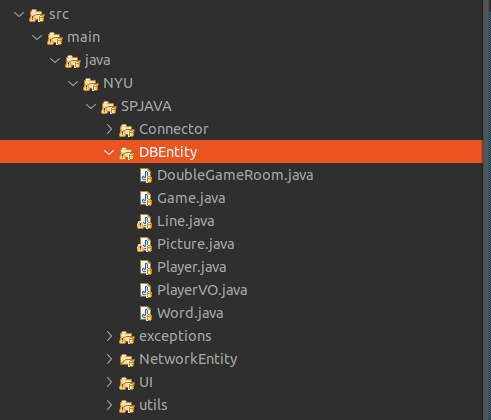 src
main
java
NYU
SPJAVA
Connector
DBEntity
DoubleGameRoom.java
Game.java
Line.java
Picture.java
Player.java
PlayerVO.java
Word.java
exceptions
NetworkEntity
UI
utils